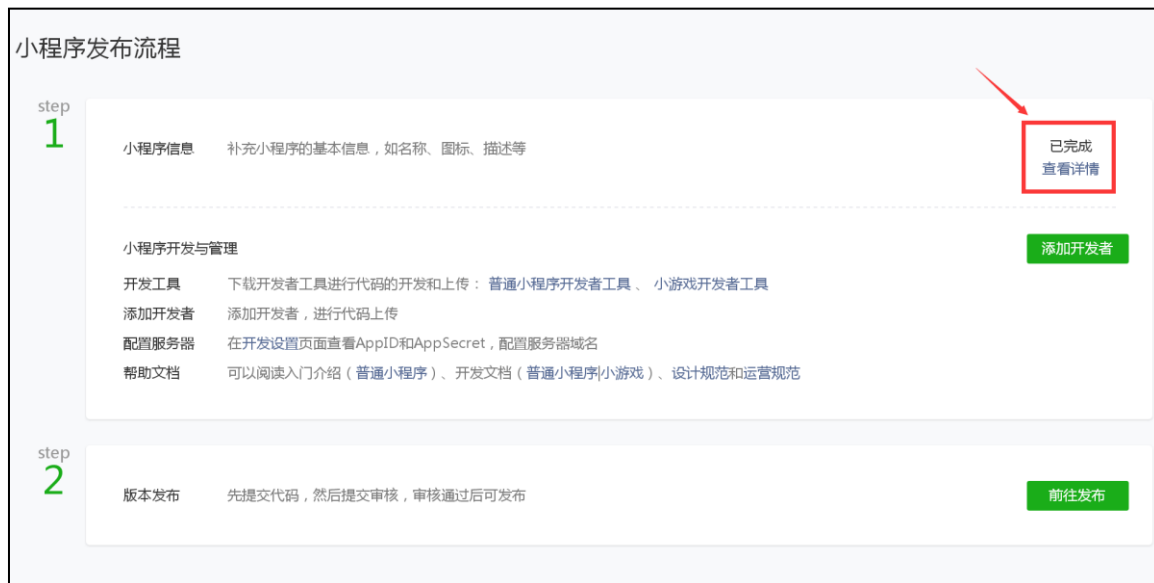 小程序发布流程
step
1
小程序信息 补充小程序的基本信息，如名称、图标、描述等
已完成
查看详情
小程序开发与管理 添加开发者
开发工具 下载开发者工具进行代码的开发和上传：普通小程序开发者工具 、 小游戏开发者工具
添加开发者 添加开发者，进行代码上传
配置服务器 在开发设置页面查看AppID和AppSecret，配置服务器域名
帮助文档 可以阅读入门介绍（普通小程序）、开发文档（普通小程序|小游戏）、设计规范和运营规范
step
2
版本发布 先提交代码，然后提交审核，审核通过后可发布 前往发布